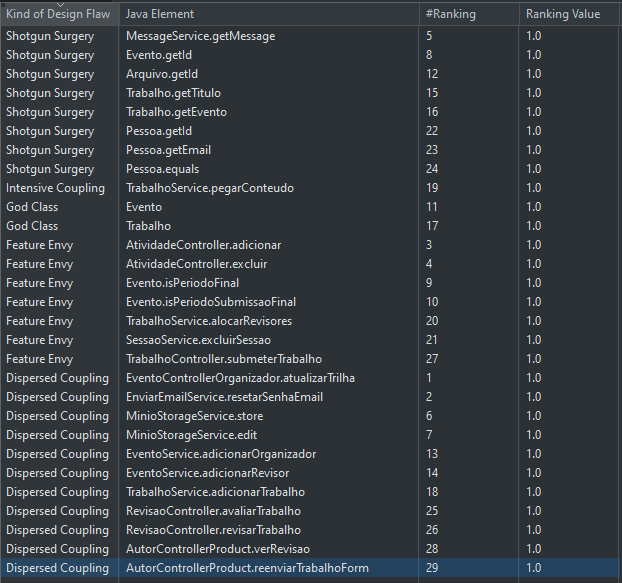 Kind of Design Flaw Java Element #Ranking Ranking Value
Shotgun Surgery MessageService.getMessage 5 1.0
Shotgun Surgery Evento.getId 8 1.0
Shotgun Surgery Arquivo.getId 12 1.0
Shotgun Surgery Trabalho.getTitulo 15 1.0
Shotgun Surgery Trabalho.getEvento 16 1.0
Shotgun Surgery Pessoa.getId 22 1.0
Shotgun Surgery Pessoa.getEmail 23 1.0
Shotgun Surgery Pessoa.equals 24 1.0
Intensive Coupling TrabalhoService.pegarConteudo 19 1.0
God Class Evento 11 1.0
God Class Trabalho 17 1.0
Feature Envy AtividadeController.adicionar 3 1.0
Feature Envy AtividadeController.excluir 4 1.0
Feature Envy Evento.isPeriodoFinal 9 1.0
Feature Envy Evento.isPeriodoSubmissaoFinal 10 1.0
Feature Envy TrabalhoService.alocarRevisores 20 1.0
Feature Envy SessaoService.excluirSessao 21 1.0
Feature Envy TrabalhoController.submeterTrabalho 27 1.0
Dispersed Coupling EventoControllerOrganizador.atualizarTrilha 1 1.0
Dispersed Coupling EnviarEmailService.resetarSenhaEmail 2 1.0
Dispersed Coupling MinioStorageService.store 6 1.0
Dispersed Coupling MinioStorageService.edit 7 1.0
Dispersed Coupling EventoService.adicionarOrganizador 13 1.0
Dispersed Coupling EventoService.adicionarRevisor 14 1.0
Dispersed Coupling TrabalhoService.adicionarTrabalho 18 1.0
Dispersed Coupling RevisaoController.avaliarTrabalho 25 1.0
Dispersed Coupling RevisaoController.revisarTrabalho 26 1.0
Dispersed Coupling AutorControllerProduct.verRevisao 28 1.0
Dispersed Coupling AutorControllerProduct.reenviarTrabalhoForm 29 1.0